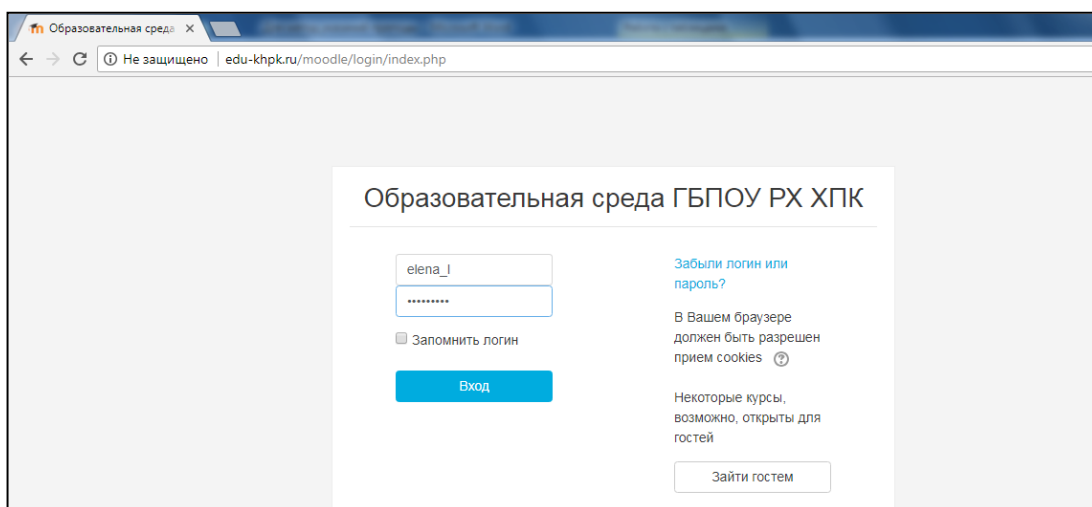 Образовательная среда
Не защищено | edu-khpk.ru/moodle/login/index.php
Образовательная среда ГБПОУ РХ ХПК
elena_l
•••••••••
Запомнить логин
Вход
Забыли логин или
пароль?
В Вашем браузере
должен быть разрешен
прием cookies
Некоторые курсы,
возможно, открыты для
гостей
Зайти гостем